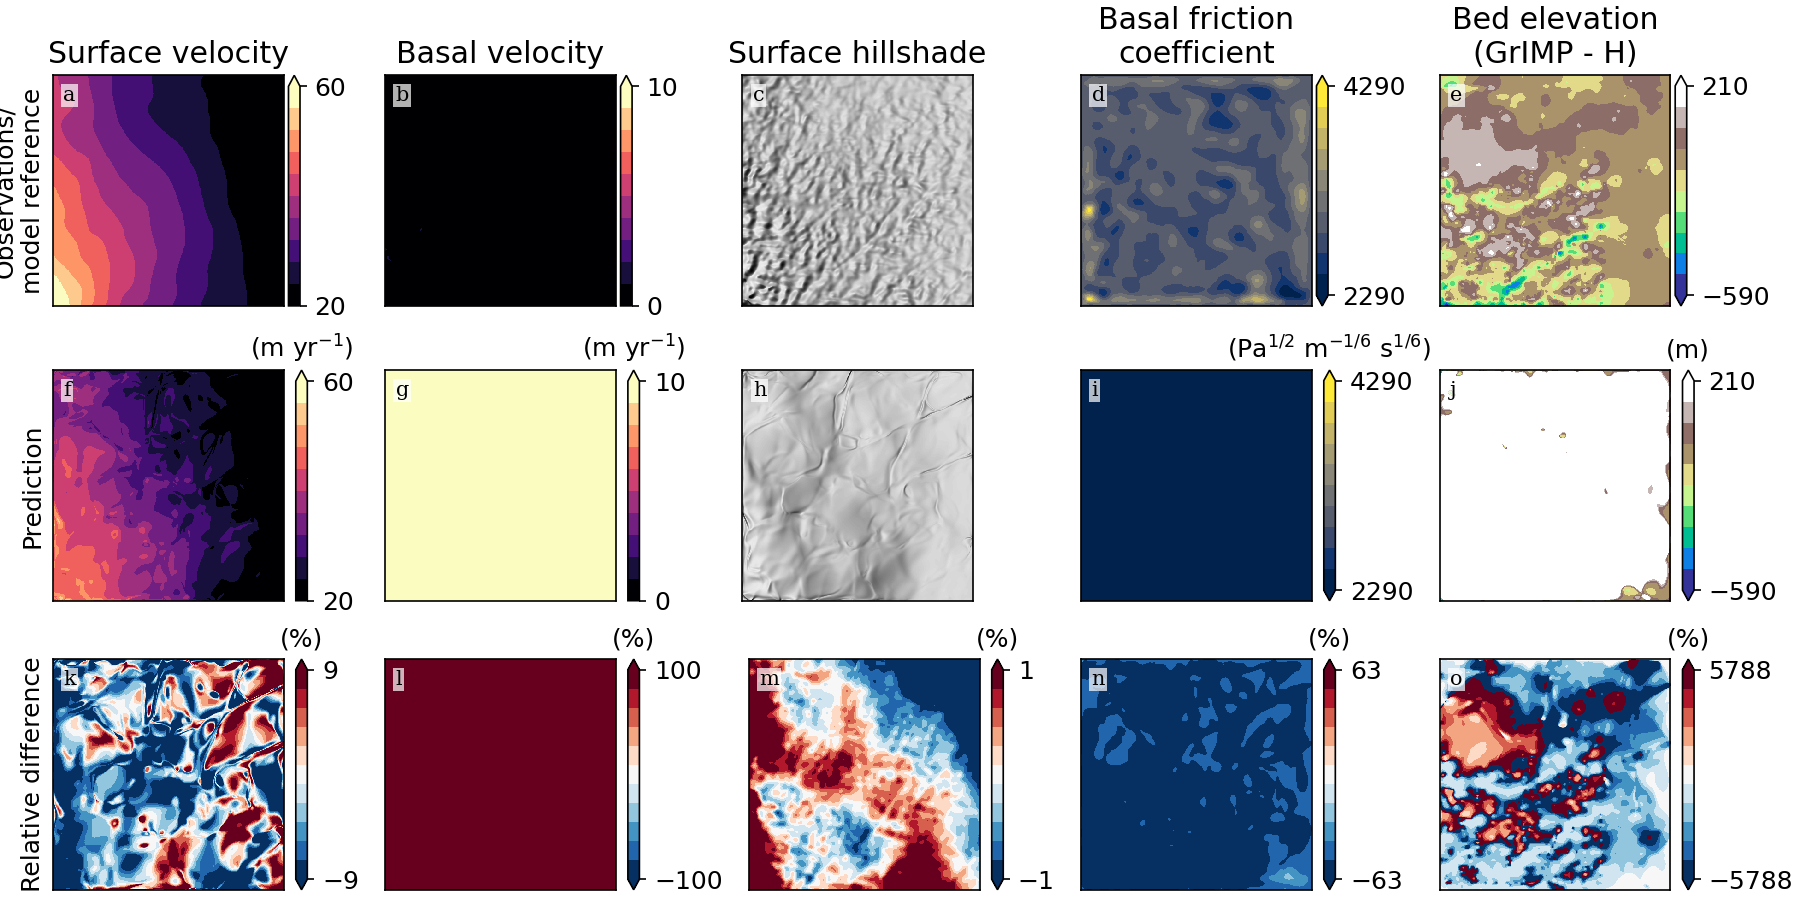 Surface velocity
Basal velocity
Surface hillshade
Basal friction
coefficient
Bed elevation
(GrIMP - H)
Observations/
model reference
a
60
20
b
10
0
c
d
4290
2290
e
210
−590
(m yr⁻¹)
(m yr⁻¹)
(Pa^{1/2} m^{−1/6} s^{1/6})
(m)
Prediction
f
60
20
g
10
0
h
i
4290
2290
j
210
−590
(%)
(%)
(%)
(%)
(%)
Relative difference
k
9
−9
l
100
−100
m
1
−1
n
63
−63
o
5788
−5788